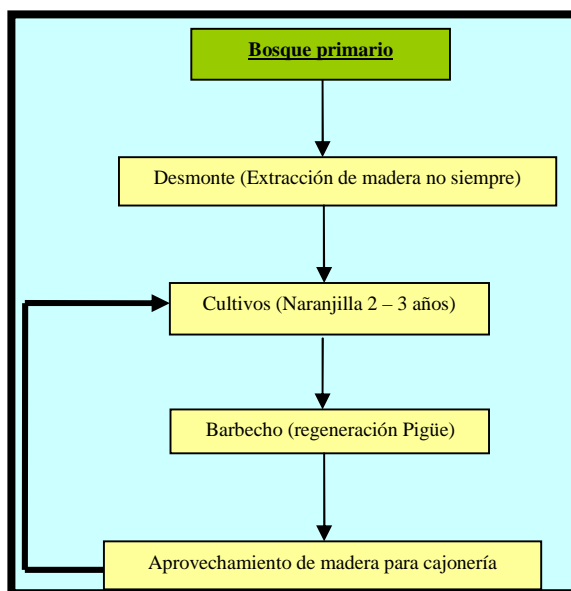 Bosque primario
Desmonte (Extracción de madera no siempre)
Cultivos (Naranjilla 2 – 3 años)
Barbecho (regeneración Pigüe)
Aprovechamiento de madera para cajonería